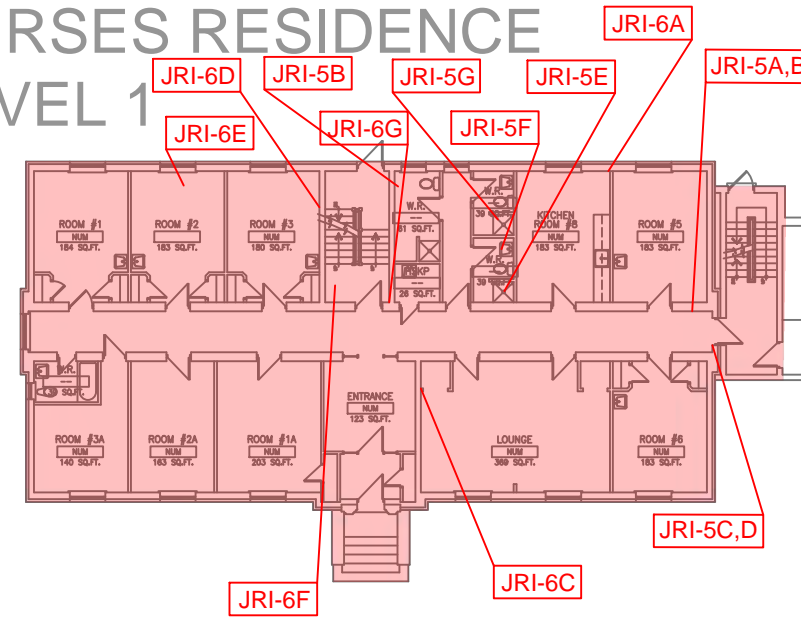 RSES RESIDENCE
VEL 1
JRI-6A
JRI-6D
JRI-5B
JRI-5G
JRI-5E
JRI-5A,B
JRI-6E
JRI-6G
JRI-5F
ROOM #1
NUM
184 SQ.FT.
ROOM #2
NUM
183 SQ.FT.
ROOM #3
NUM
180 SQ.FT.
W.R.
W.R.
39 SQ.FT.
KITCHEN
ROOM #8
NUM
183 SQ.FT.
ROOM #5
NUM
183 SQ.FT.
W.R.
26 SQ.FT.
W.R.
ROOM #3A
NUM
140 SQ.FT.
ROOM #2A
NUM
163 SQ.FT.
ROOM #1A
NUM
203 SQ.FT.
ENTRANCE
NUM
123 SQ.FT.
LOUNGE
NUM
369 SQ.FT.
ROOM #6
NUM
183 SQ.FT.
JRI-5C,D
JRI-6C
JRI-6F